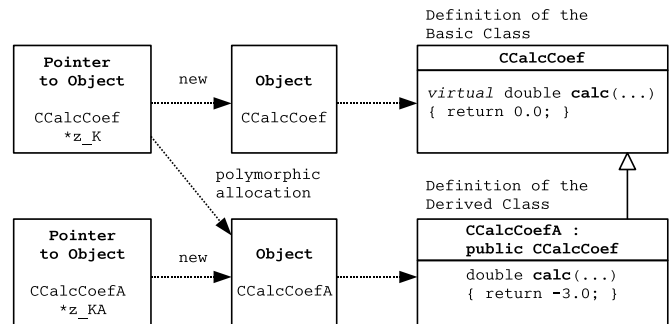 Definition of the
Basic Class
Pointer
to Object
CCalcCoef
*z_K
new
Object
CCalcCoef
CCalcCoef
virtual double calc(...)
{ return 0.0; }
polymorphic
allocation
Definition of the
Derived Class
Pointer
to Object
CCalcCoefA
*z_KA
new
Object
CCalcCoefA
CCalcCoefA :
public CCalcCoef
double calc(...)
{ return -3.0; }